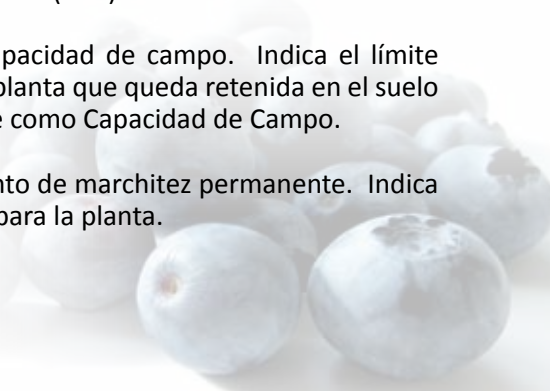 pacidad de campo. Indica el límite
planta que queda retenida en el suelo
e como Capacidad de Campo.
nto de marchitez permanente. Indica
para la planta.